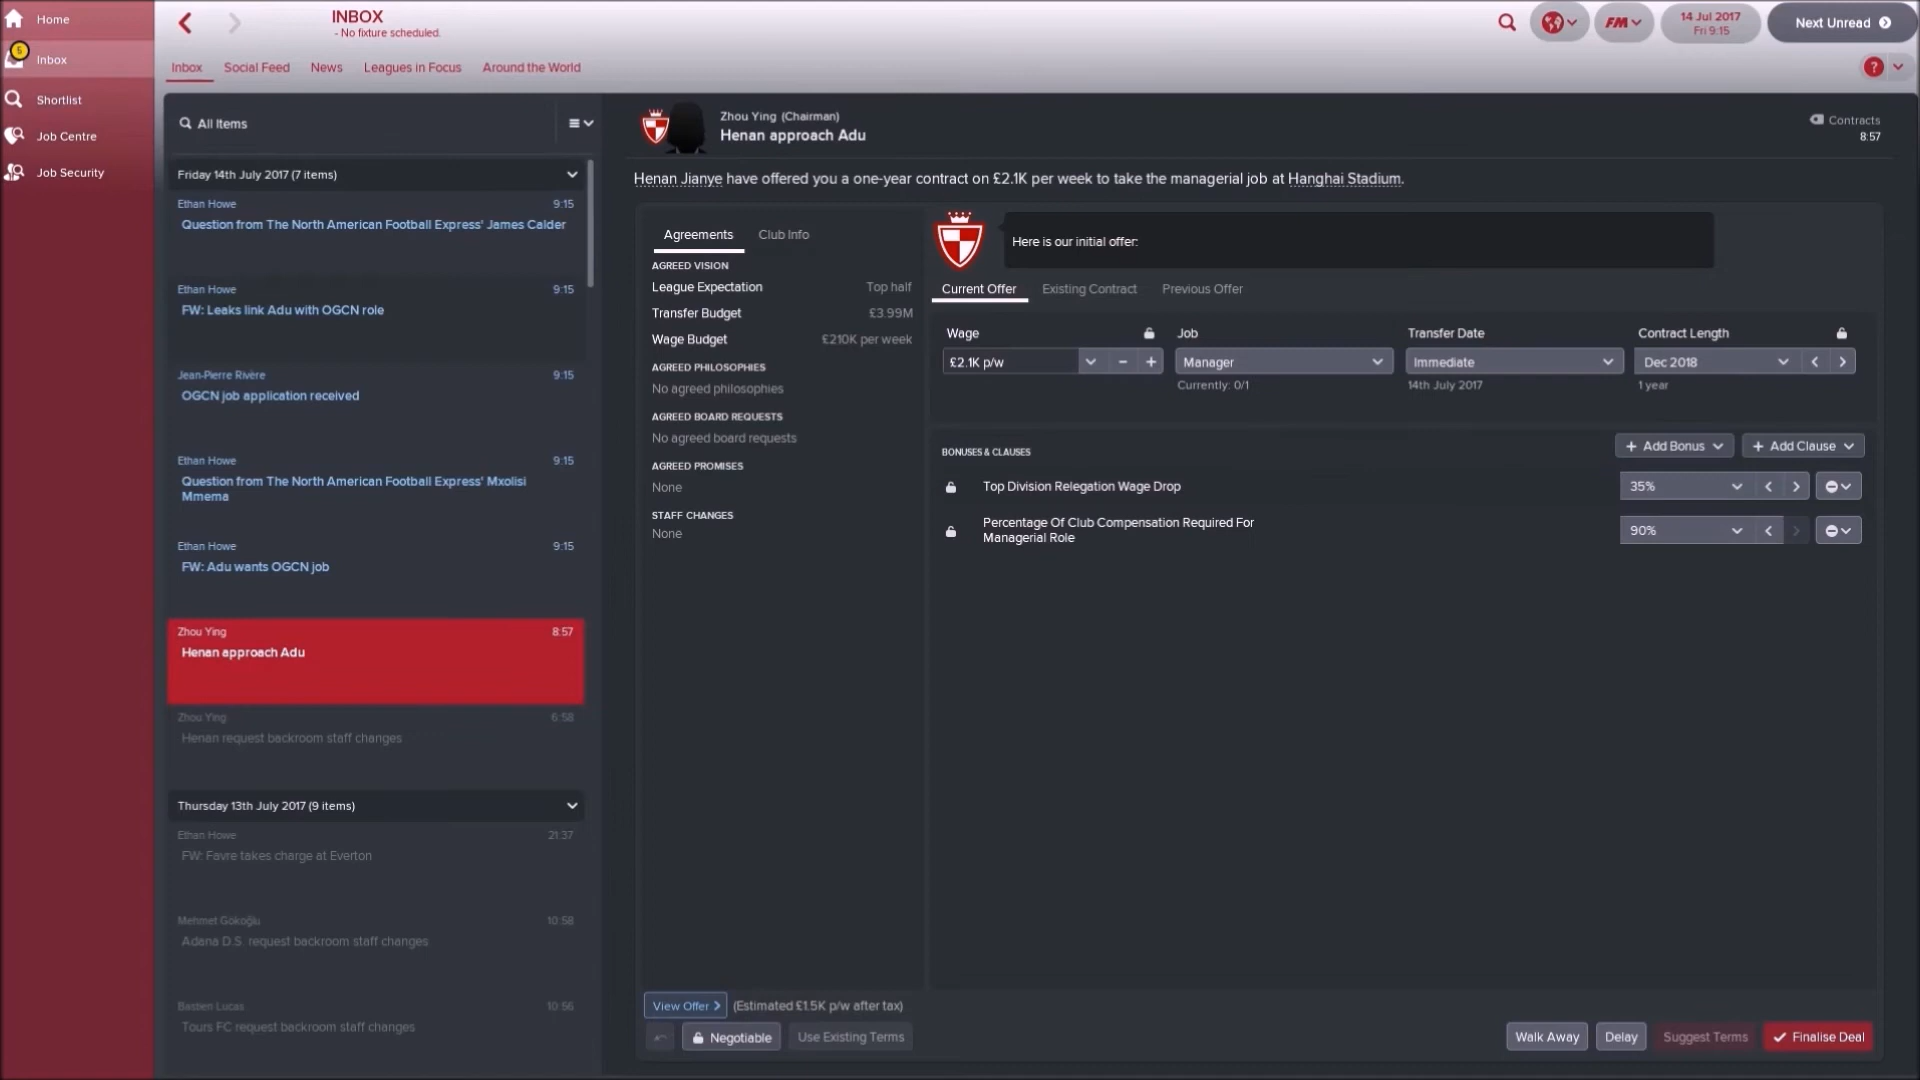 Home
5
Inbox
Shortlist
Job Centre
Job Security
INBOX
- No fixture scheduled.
FM
14 Jul 2017
Fri 9:15
Next Unread
Inbox
Social Feed
News
Leagues in Focus
Around the World
?
All Items
Friday 14th July 2017 (7 items)
Ethan Howe 9:15
Question from The North American Football Express' James Calder
Ethan Howe 9:15
FW: Leaks link Adu with OGCN role
Jean-Pierre Rivère 9:15
OGCN job application received
Ethan Howe 9:15
Question from The North American Football Express' Mxolisi
Mmema
Ethan Howe 9:15
FW: Adu wants OGCN job
Zhou Ying 8:57
Henan approach Adu
Zhou Ying 6:58
Henan request backroom staff changes
Thursday 13th July 2017 (9 items)
Ethan Howe 21:37
FW: Favre takes charge at Everton
Mehmet Gökoğlu 10:58
Adana D.S. request backroom staff changes
Bastien Lucas 10:56
Tours FC request backroom staff changes
Zhou Ying (Chairman)
Henan approach Adu
Contracts
8:57
Henan Jianye have offered you a one-year contract on £2.1K per week to take the managerial job at Hanghai Stadium.
Agreements
Club Info
AGREED VISION
League Expectation Top half
Transfer Budget £3.99M
Wage Budget £210K per week
AGREED PHILOSOPHIES
No agreed philosophies
AGREED BOARD REQUESTS
No agreed board requests
AGREED PROMISES
None
STAFF CHANGES
None
Here is our initial offer:
Current Offer
Existing Contract
Previous Offer
Wage
£2.1K p/w
Job
Manager
Currently: 0/1
Transfer Date
Immediate
14th July 2017
Contract Length
Dec 2018
1 year
BONUSES & CLAUSES
Add Bonus
Add Clause
Top Division Relegation Wage Drop 35%
Percentage Of Club Compensation Required For
Managerial Role
90%
View Offer
(Estimated £1.5K p/w after tax)
Negotiable
Use Existing Terms
Walk Away
Delay
Suggest Terms
Finalise Deal